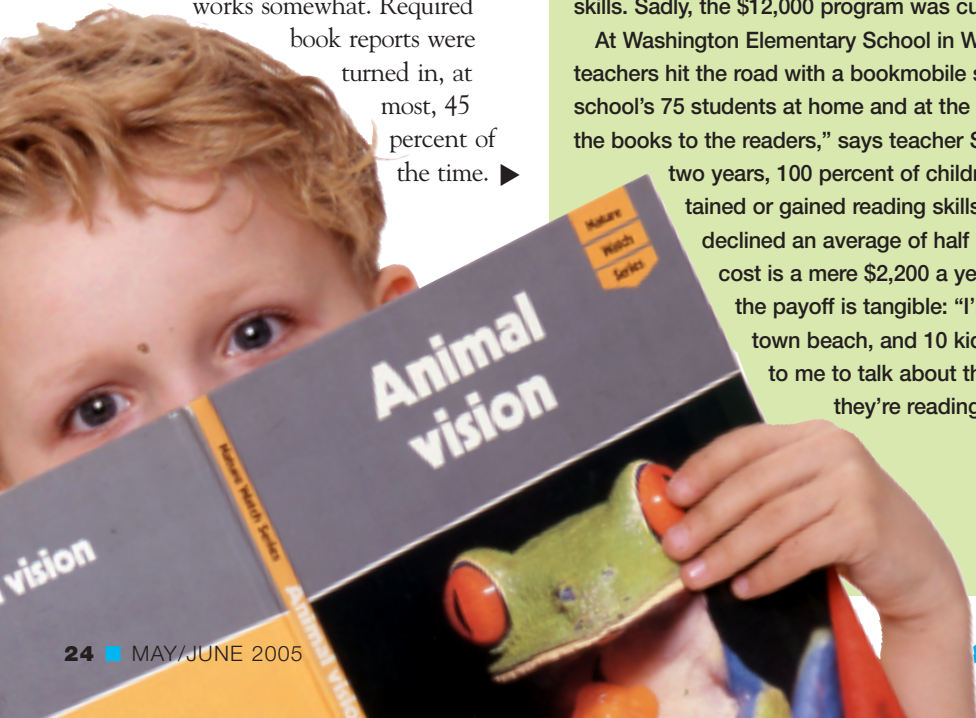 works somewhat. Required
book reports were
turned in, at
most, 45
percent of
the time. ▶
skills. Sadly, the $12,000 program was
At Washington Elementary School in
teachers hit the road with a bookmobile
school's 75 students at home and at the
the books to the readers,” says teacher
two years, 100 percent of
tained or gained reading skills
declined an average of half
cost is a mere $2,200 a
the payoff is tangible:
town beach, and 10
to me to talk about
they're reading
Nature
Watch
Series
Animal
vision
Nature Watch Series
Animal
vision
24 ■ MAY/JUNE 2005